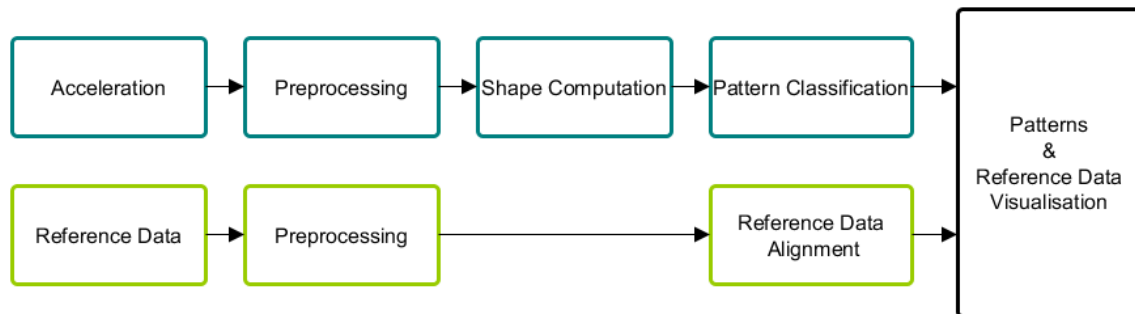 Acceleration
Preprocessing
Shape Computation
Pattern Classification
Patterns
&
Reference Data
Visualisation
Reference Data
Preprocessing
Reference Data
Alignment